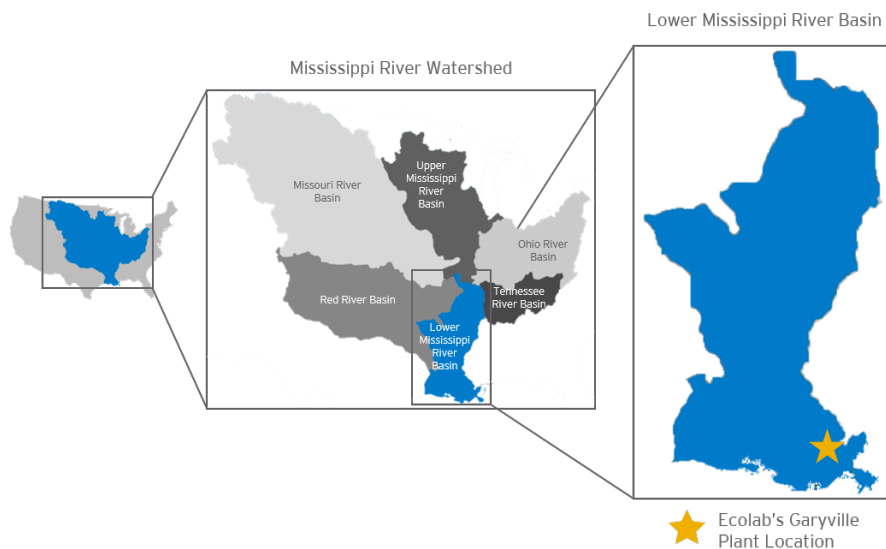 Lower Mississippi River Basin
Mississippi River Watershed
Missouri River
Basin
Upper
Mississippi
River
Basin
Ohio River
Basin
Red River Basin
Tennessee
River Basin
Lower
Mississippi
River
Basin
Ecolab's Garyville
Plant Location